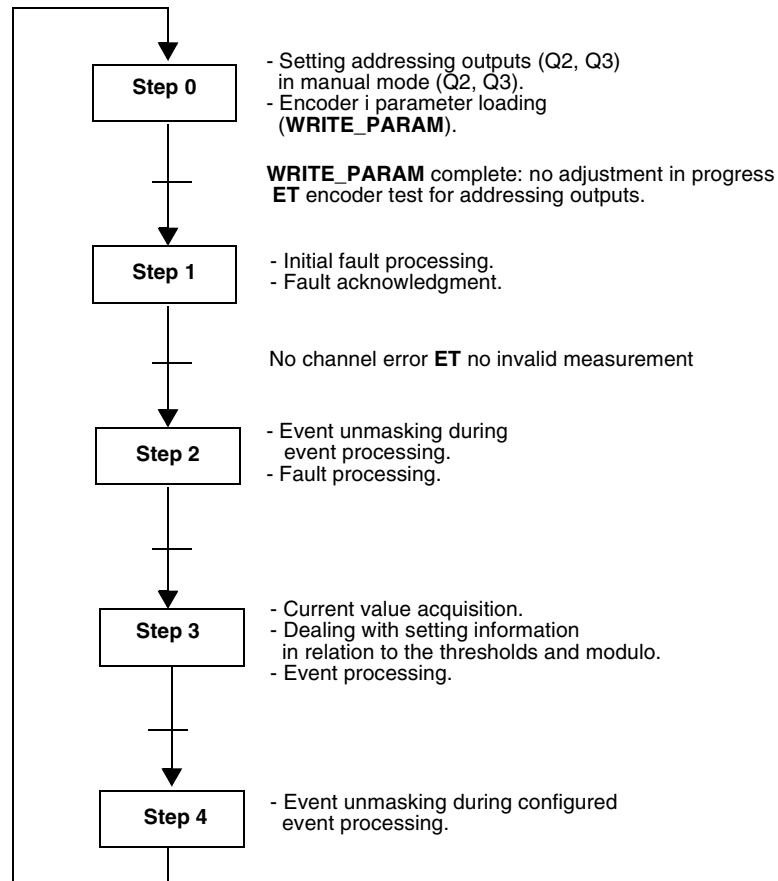 Step 0
- Setting addressing outputs (Q2, Q3)
in manual mode (Q2, Q3).
- Encoder i parameter loading
(WRITE_PARAM).
WRITE_PARAM complete: no adjustment in progress
ET encoder test for addressing outputs.
Step 1
- Initial fault processing.
- Fault acknowledgment.
No channel error ET no invalid measurement
Step 2
- Event unmasking during
event processing.
- Fault processing.
Step 3
- Current value acquisition.
- Dealing with setting information
in relation to the thresholds and modulo.
- Event processing.
Step 4
- Event unmasking during configured
event processing.